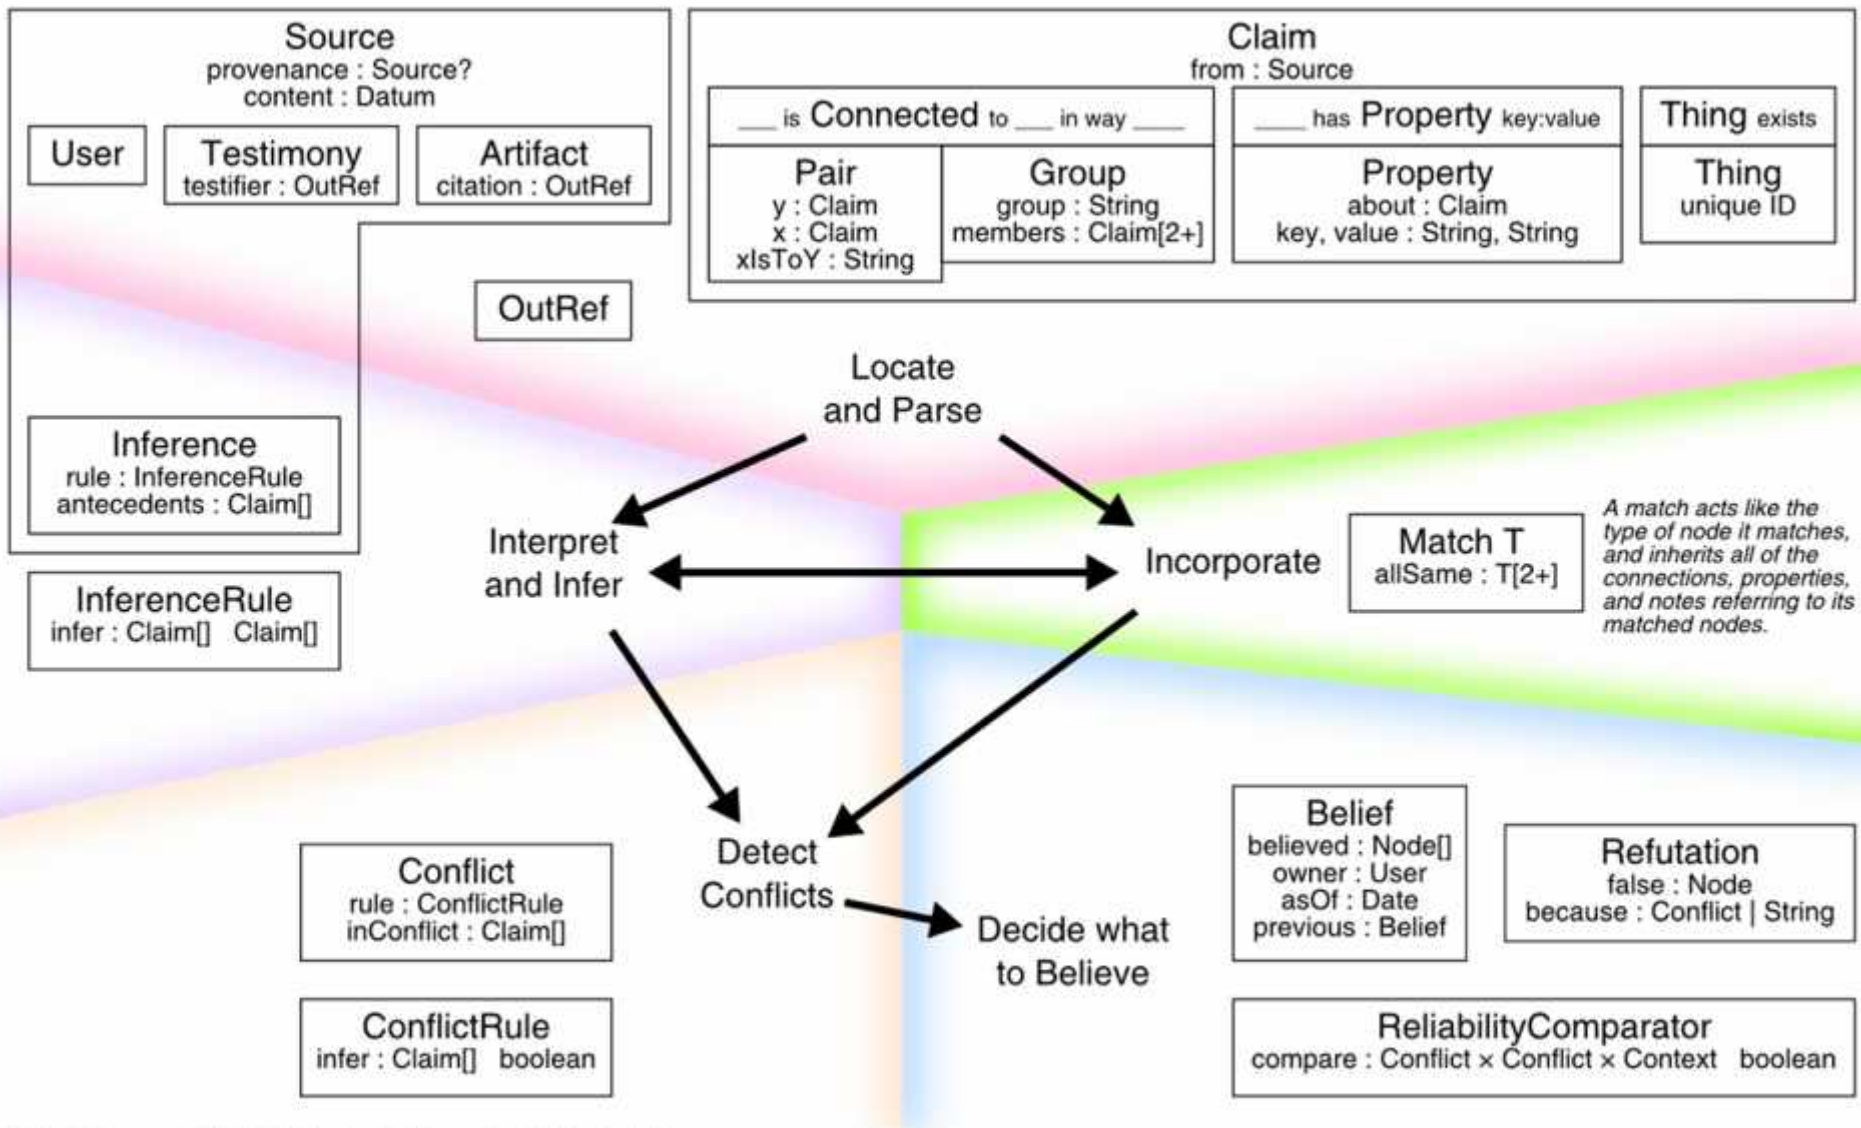 Source
provenance : Source?
content : Datum
User
Testimony
testifier : OutRef
Artifact
citation : OutRef
Claim
from : Source
___ is Connected to ___ in way ____
Pair
y : Claim
x : Claim
xIsToY : String
Group
group : String
members : Claim[2+]
____ has Property key:value
Property
about : Claim
key, value : String, String
Thing exists
Thing
unique ID
OutRef
Locate
and Parse
Inference
rule : InferenceRule
antecedents : Claim[]
InferenceRule
infer : Claim[] Claim[]
Interpret
and Infer
Incorporate
Match T
allSame : T[2+]
A match acts like the
type of node it matches,
and inherits all of the
connections, properties,
and notes referring to its
matched nodes.
Conflict
rule : ConflictRule
inConflict : Claim[]
ConflictRule
infer : Claim[] boolean
Detect
Conflicts
Decide what
to Believe
Belief
believed : Node[]
owner : User
asOf : Date
previous : Belief
Refutation
false : Node
because : Conflict | String
ReliabilityComparator
compare : Conflict × Conflict × Context boolean